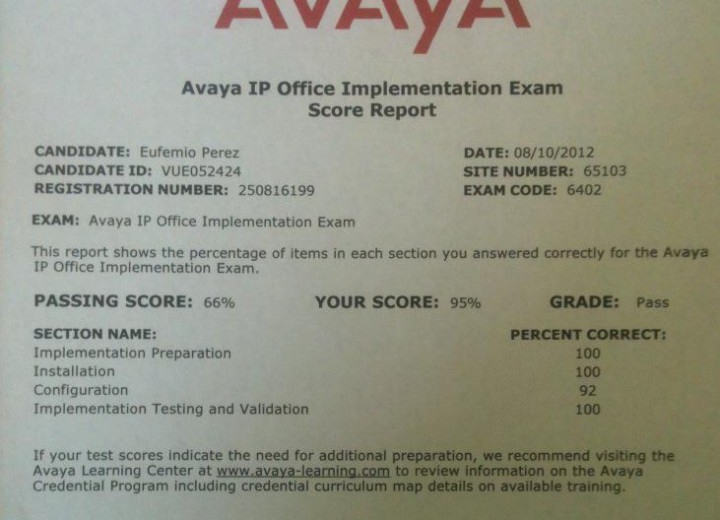 AVAYA
Avaya IP Office Implementation Exam
Score Report
CANDIDATE: Eufemio Perez DATE: 08/10/2012
CANDIDATE ID: VUE052424 SITE NUMBER: 65103
REGISTRATION NUMBER: 250816199 EXAM CODE: 6402
EXAM: Avaya IP Office Implementation Exam
This report shows the percentage of items in each section you answered correctly for the Avaya
IP Office Implementation Exam.
PASSING SCORE: 66% YOUR SCORE: 95% GRADE: Pass
SECTION NAME: PERCENT CORRECT:
Implementation Preparation 100
Installation 100
Configuration 92
Implementation Testing and Validation 100
If your test scores indicate the need for additional preparation, we recommend visiting the
Avaya Learning Center at www.avaya-learning.com to review information on the Avaya
Credential Program including credential curriculum map details on available training.